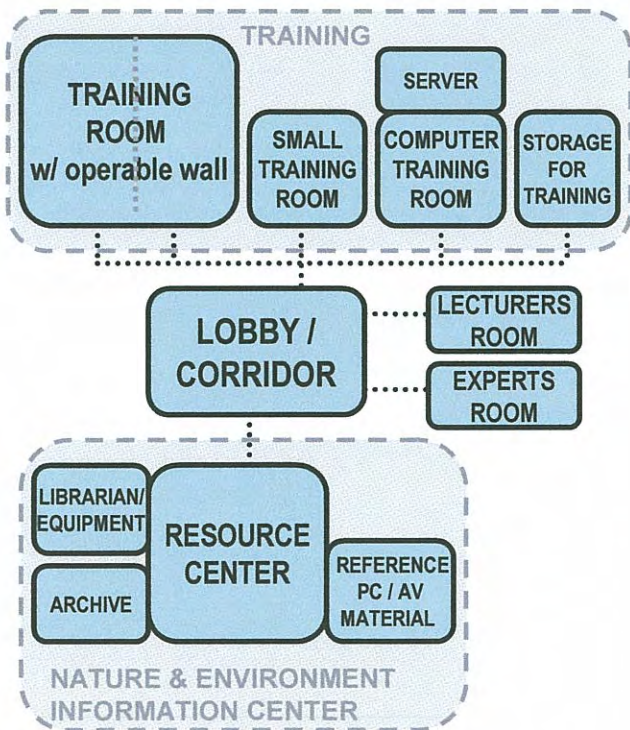 TRAINING
TRAINING
ROOM
w/ operable wall
SMALL
TRAINING
ROOM
SERVER
COMPUTER
TRAINING
ROOM
STORAGE
FOR
TRAINING
LOBBY /
CORRIDOR
LECTURERS
ROOM
EXPERTS
ROOM
LIBRARIAN/
EQUIPMENT
ARCHIVE
RESOURCE
CENTER
REFERENCE
PC / AV
MATERIAL
NATURE & ENVIRONMENT
INFORMATION CENTER